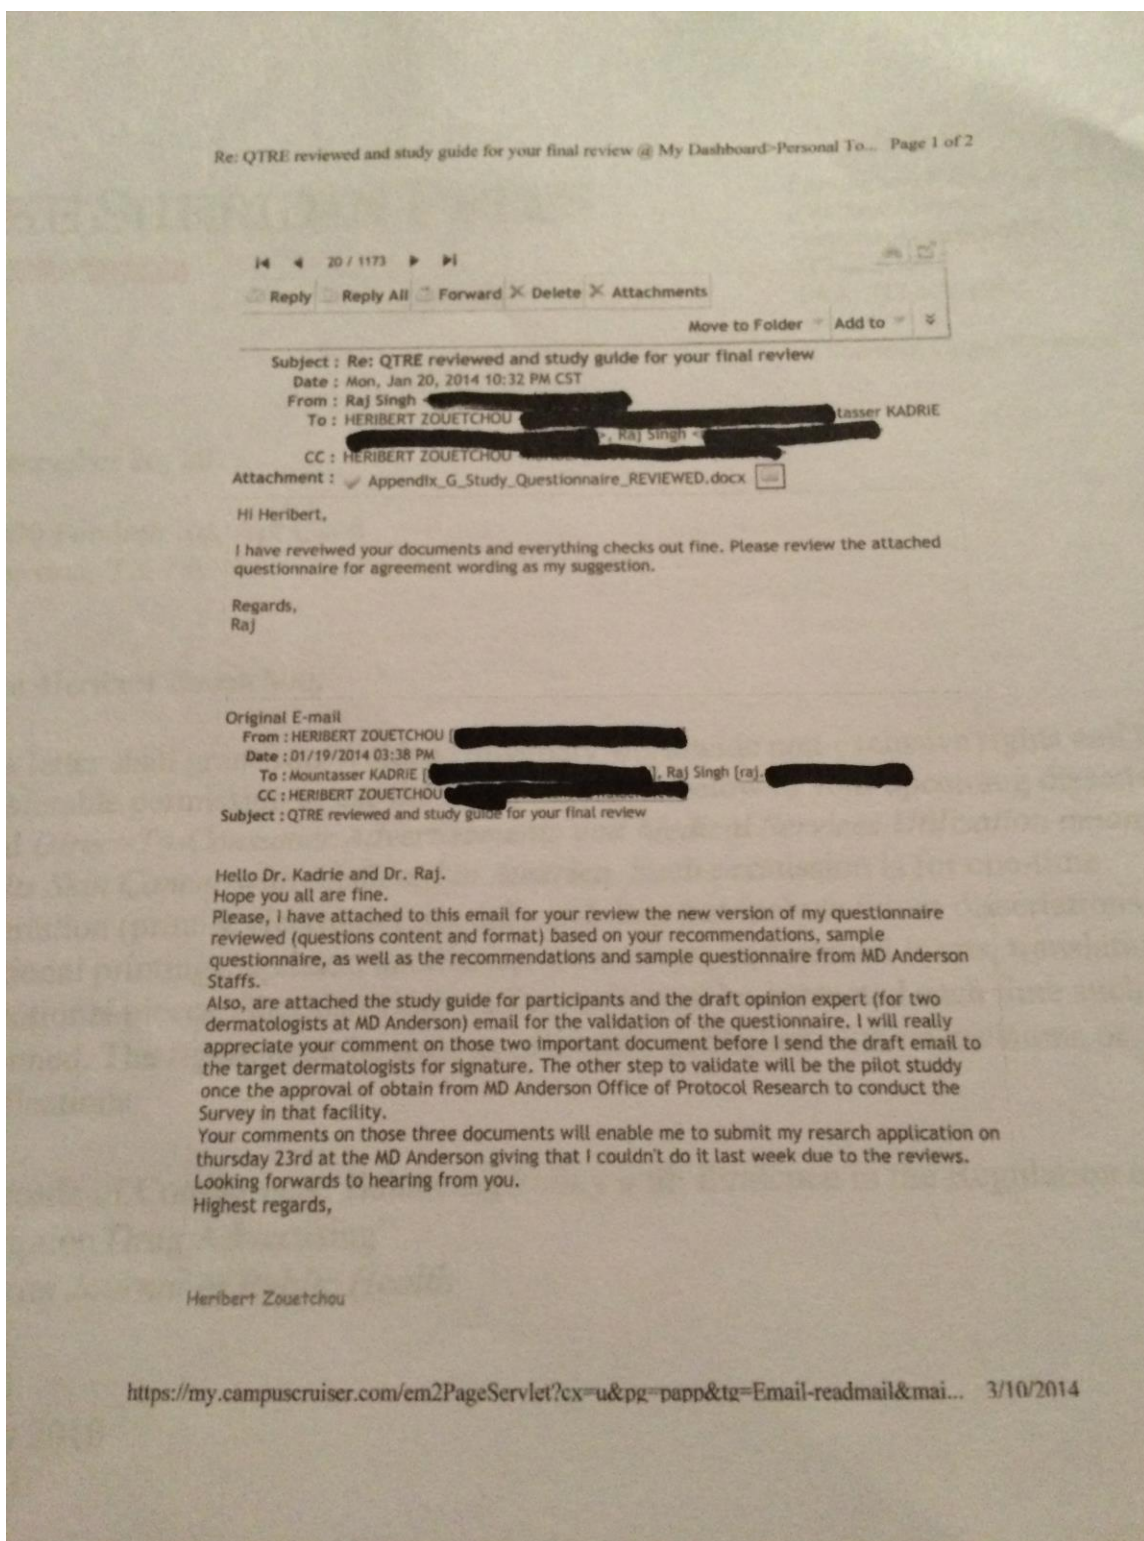 Re: QTRE reviewed and study guide for your final review @ My Dashboard>Personal To... Page 1 of 2
20 / 1173
Reply Reply All Forward Delete Attachments
Move to Folder Add to
Subject : Re: QTRE reviewed and study guide for your final review
Date : Mon, Jan 20, 2014 10:32 PM CST
From : Raj Singh <
To : HERIBERT ZOUETCHOU tasser KADRiE
>, Raj Singh <
CC : HERIBERT ZOUETCHOU
Attachment : Appendix_G_Study_Questionnaire_REVIEWED.docx
Hi Heribert,
I have reveiwed your documents and everything checks out fine. Please review the attached
questionnaire for agreement wording as my suggestion.
Regards,
Raj
Original E-mail
From : HERIBERT ZOUETCHOU [
Date : 01/19/2014 03:38 PM
To : Mountasser KADRiE [ ], Raj Singh [raj.
CC : HERIBERT ZOUETCHOU
Subject : QTRE reviewed and study guide for your final review
Hello Dr. Kadrie and Dr. Raj.
Hope you all are fine.
Please, I have attached to this email for your review the new version of my questionnaire
reviewed (questions content and format) based on your recommendations, sample
questionnaire, as well as the recommendations and sample questionnaire from MD Anderson
Staffs.
Also, are attached the study guide for participants and the draft opinion expert (for two
dermatologists at MD Anderson) email for the validation of the questionnaire. I will really
appreciate your comment on those two important document before I send the draft email to
the target dermatologists for signature. The other step to validate will be the pilot studdy
once the approval of obtain from MD Anderson Office of Protocol Research to conduct the
Survey in that facility.
Your comments on those three documents will enable me to submit my resarch application on
thursday 23rd at the MD Anderson giving that I couldn't do it last week due to the reviews.
Looking forwards to hearing from you.
Highest regards,
Heribert Zouetchou
https://my.campuscruiser.com/em2PageServlet?cx=u&pg=papp&tg=Email-readmail&mai... 3/10/2014